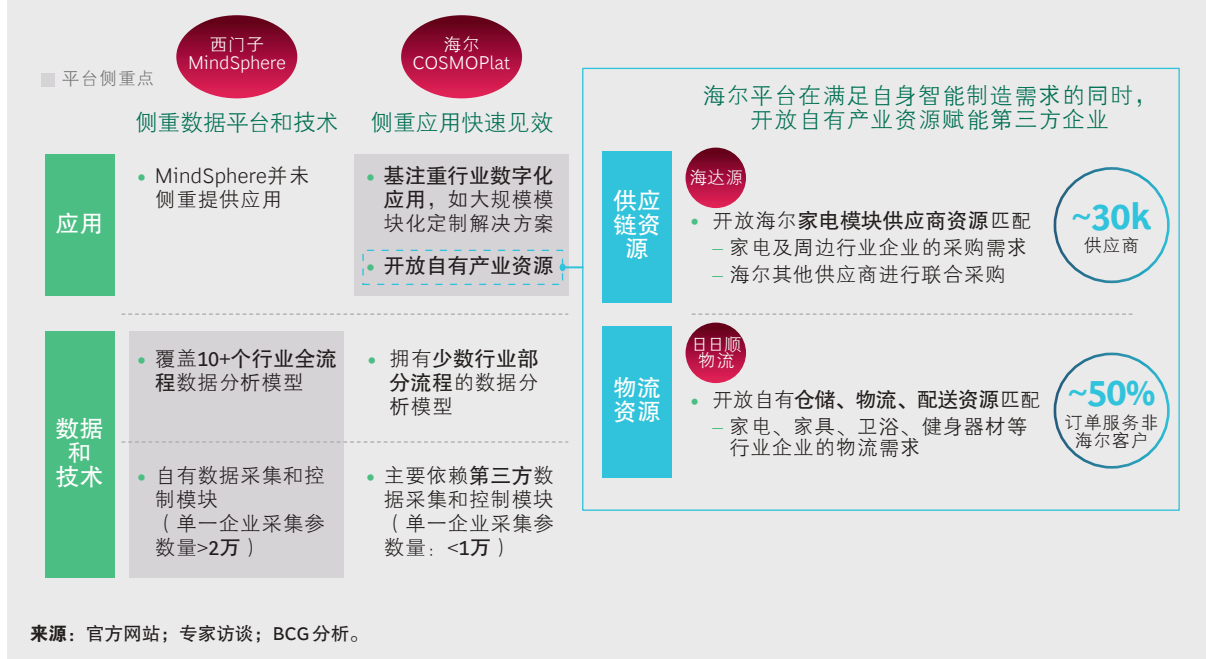 平台侧重点
西门子
MindSphere
侧重数据平台和技术
海尔
COSMOPlat
侧重应用快速见效
应用
• MindSphere并未
侧重提供应用
• 基注重行业数字化
应用，如大规模模
块化定制解决方案
• 开放自有产业资源
数据
和
技术
• 覆盖10+个行业全流
程数据分析模型
• 拥有少数行业部
分流程的数据分
析模型
• 自有数据采集和控
制模块
（单一企业采集参
数量>2万）
• 主要依赖第三方数
据采集和控制模块
（单一企业采集参
数量：<1万）
海尔平台在满足自身智能制造需求的同时，
开放自有产业资源赋能第三方企业
供应
链资
源
海达源
• 开放海尔家电模块供应商资源匹配
– 家电及周边行业企业的采购需求
– 海尔其他供应商进行联合采购
~30k
供应商
物流
资源
日日顺
物流
• 开放自有仓储、物流、配送资源匹配
– 家电、家具、卫浴、健身器材等
行业企业的物流需求
~50%
订单服务非
海尔客户
来源：官方网站；专家访谈；BCG分析。